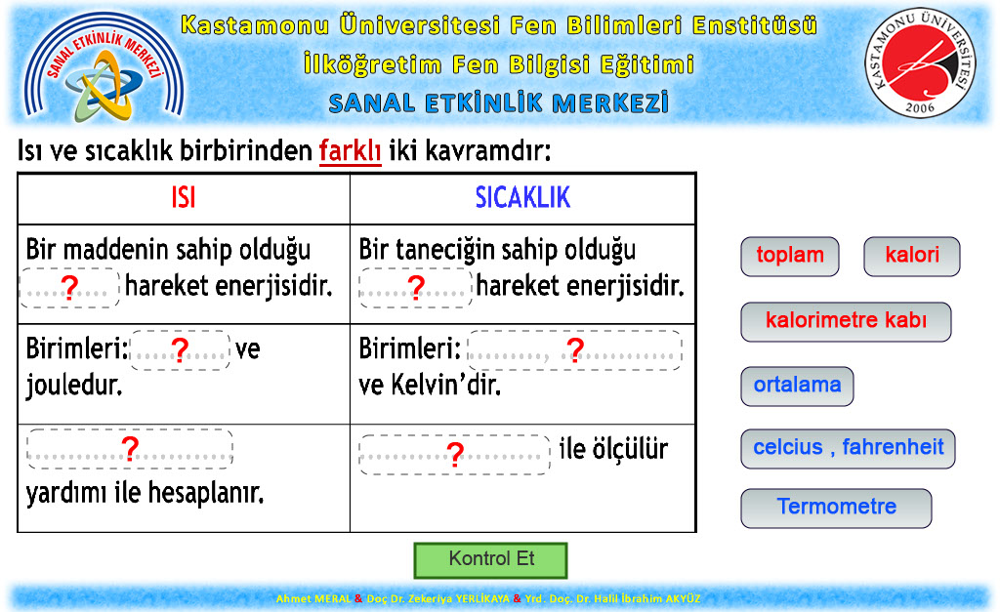 Kastamonu Üniversitesi Fen Bilimleri Enstitüsü
İlköğretim Fen Bilgisi Eğitimi
SANAL ETKİNLİK MERKEZİ
SANAL ETKİNLİK MERKEZİ
KASTAMONU ÜNİVERSİTESİ
2006
Isı ve sıcaklık birbirinden farklı iki kavramdır:
ISI
SICAKLIK
Bir maddenin sahip olduğu
.......?....... hareket enerjisidir.
Bir taneciğin sahip olduğu
.......?....... hareket enerjisidir.
Birimleri:.......?....... ve
jouledur.
Birimleri: .........., ..?............
ve Kelvin’dir.
............?............
yardımı ile hesaplanır.
............?............ ile ölçülür
toplam
kalori
kalorimetre kabı
ortalama
celcius , fahrenheit
Termometre
Kontrol Et
Ahmet MERAL & Doç Dr. Zekeriya YERLİKAYA & Yrd. Doç. Dr. Halil İbrahim AKYÜZ